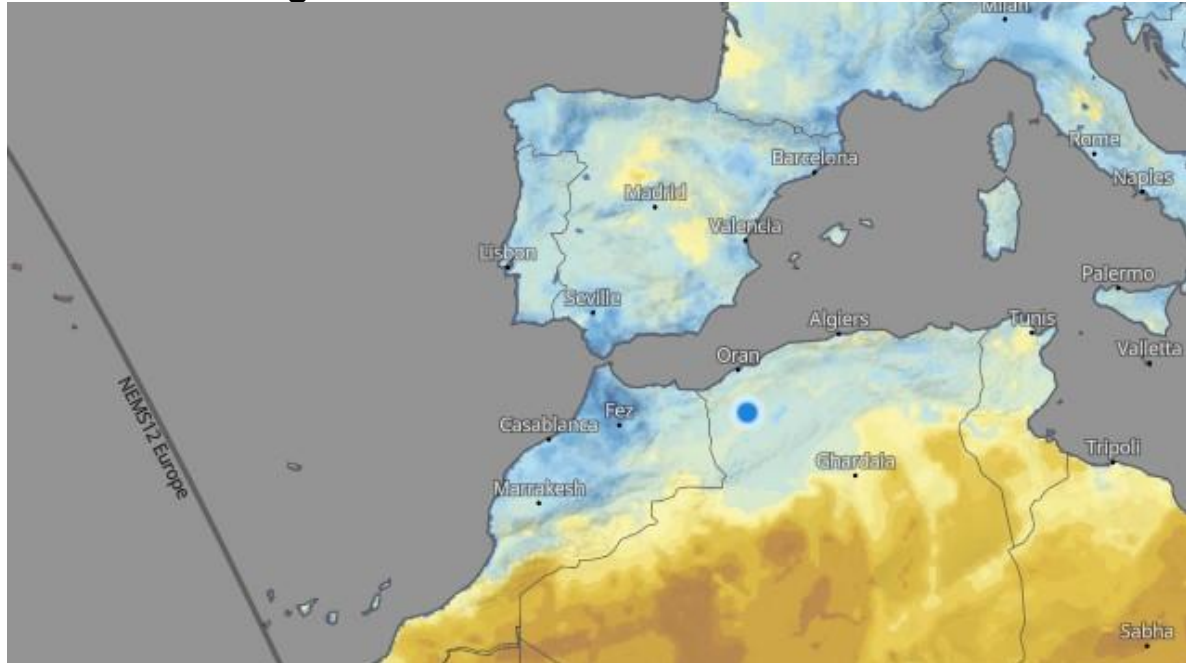 Milan
Rome
Barcelona
Naples
Madrid
Valencia
Lisbon
Palermo
Seville
Algiers
Tunis
Valletta
Oran
NEMS12 Europe
Fez
Casablanca
Tripoli
Ghardaia
Marrakesh
Sabha